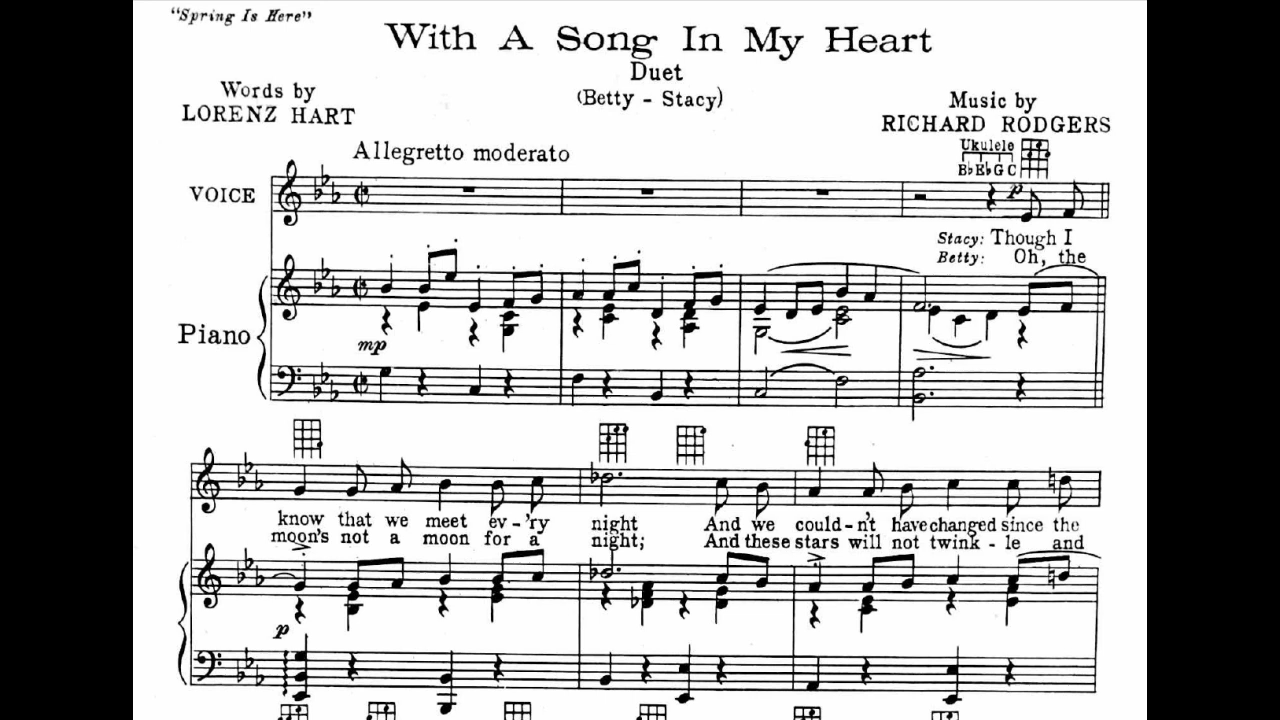 "Spring Is Here"
With A Song In My Heart
Duet
(Betty - Stacy)
Words by
LORENZ HART
Music by
RICHARD RODGERS
Allegretto moderato
Ukulele
B♭E♭G C
VOICE
p
Stacy: Though I
Betty: Oh, the
Piano
mp
know that we meet ev-'ry night And we could-n't have changed since the
moon's not a moon for a night; And these stars will not twink-le and
p